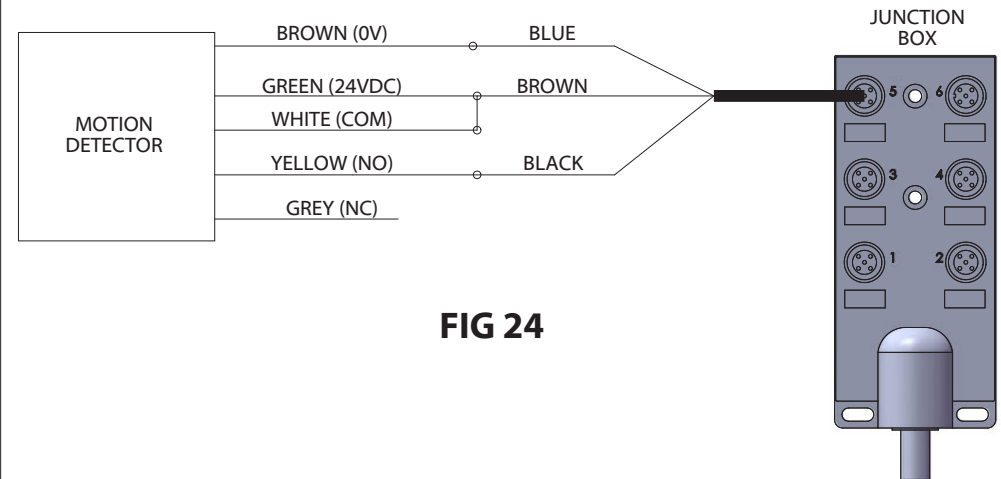 JUNCTION
BOX
BROWN (0V) BLUE
GREEN (24VDC) BROWN
WHITE (COM)
MOTION
DETECTOR
YELLOW (NO) BLACK
GREY (NC)
5 6
3 4
1 2
FIG 24